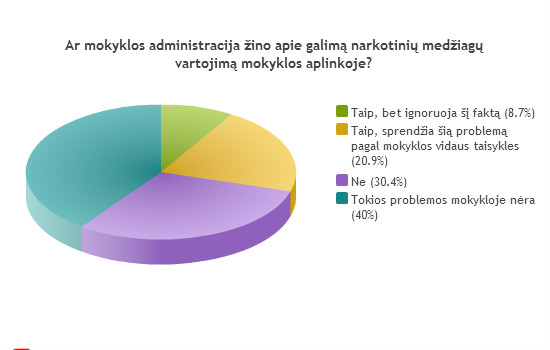 Ar mokyklos administracija žino apie galimą narkotinių medžiagų
vartojimą mokyklos aplinkoje?
Taip, bet ignoruoja šį faktą (8.7%)
Taip, sprendžia šią problemą
pagal mokyklos vidaus taisykles
(20.9%)
Ne (30.4%)
Tokios problemos mokykloje nėra
(40%)